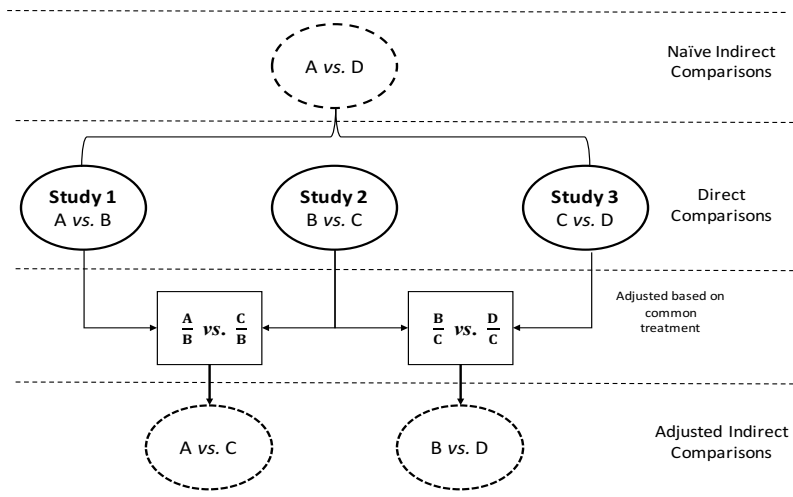 A vs. D
Naïve Indirect
Comparisons
Study 1
A vs. B
Study 2
B vs. C
Study 3
C vs. D
Direct
Comparisons
A/B vs. C/B
B/C vs. D/C
Adjusted based on
common
treatment
A vs. C
B vs. D
Adjusted Indirect
Comparisons